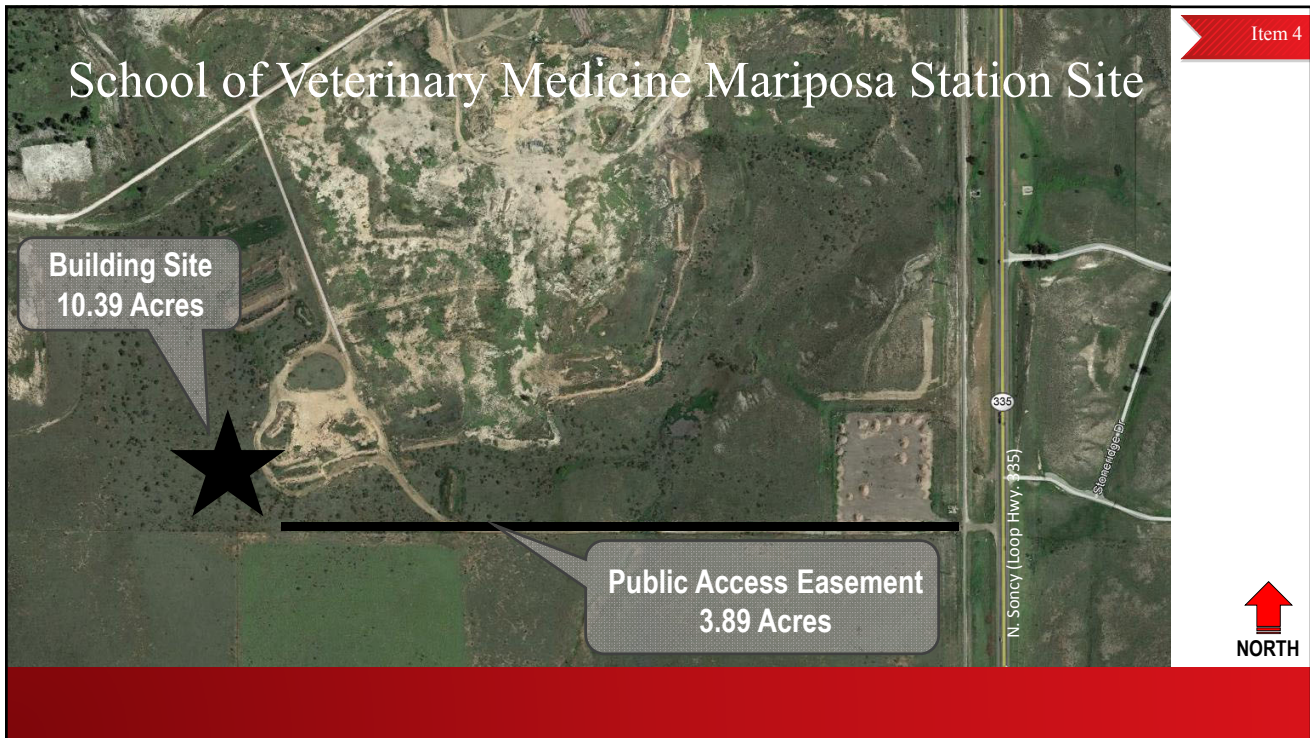 Item 4
School of Veterinary Medicine Mariposa Station Site
Building Site
10.39 Acres
335
Stoneridge Dr
N. Soncy (Loop Hwy. 335)
Public Access Easement
3.89 Acres
NORTH